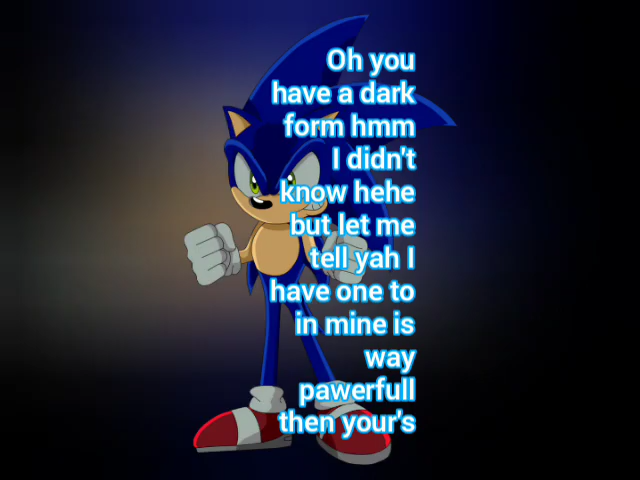 Oh you
have a dark
form hmm
I didn't
know hehe
but let me
tell yah I
have one to
in mine is
way
pawerfull
then your's